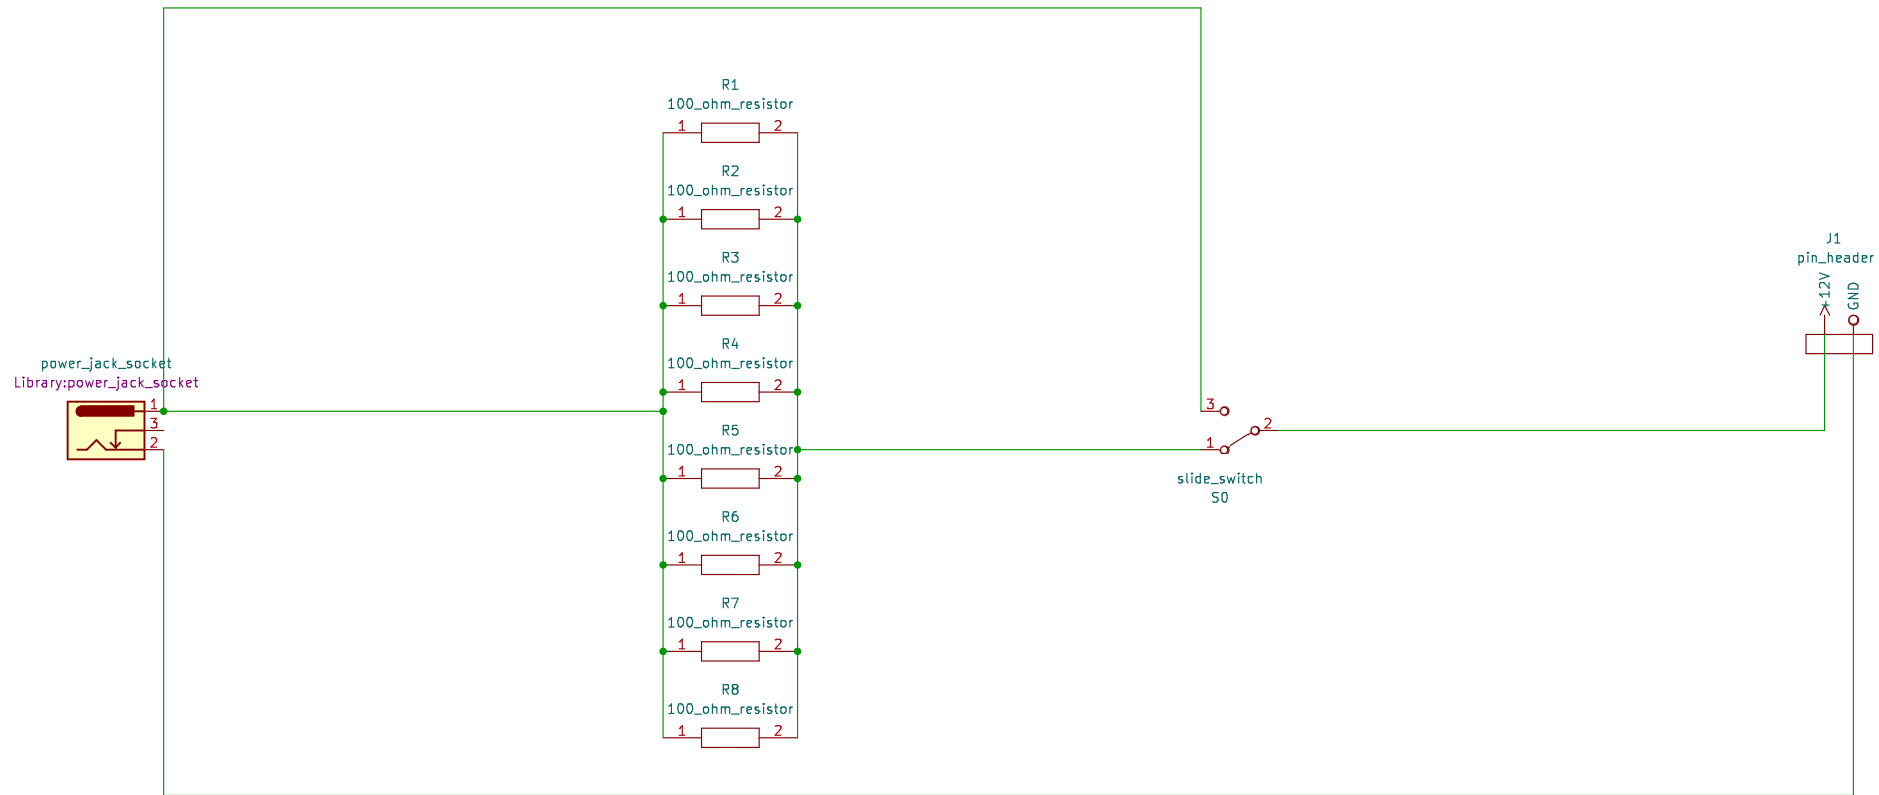 R1
100_ohm_resistor
1 2
R2
100_ohm_resistor
1 2
R3
100_ohm_resistor
1 2
R4
100_ohm_resistor
1 2
R5
100_ohm_resistor
1 2
R6
100_ohm_resistor
1 2
R7
100_ohm_resistor
1 2
R8
100_ohm_resistor
1 2
power_jack_socket
Library:power_jack_socket
1
3
2
3
2
1
slide_switch
S0
J1
pin_header
+12V
GND